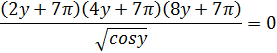 (2y + 7π)(4y + 7π)(8y + 7π) / √cosy = 0